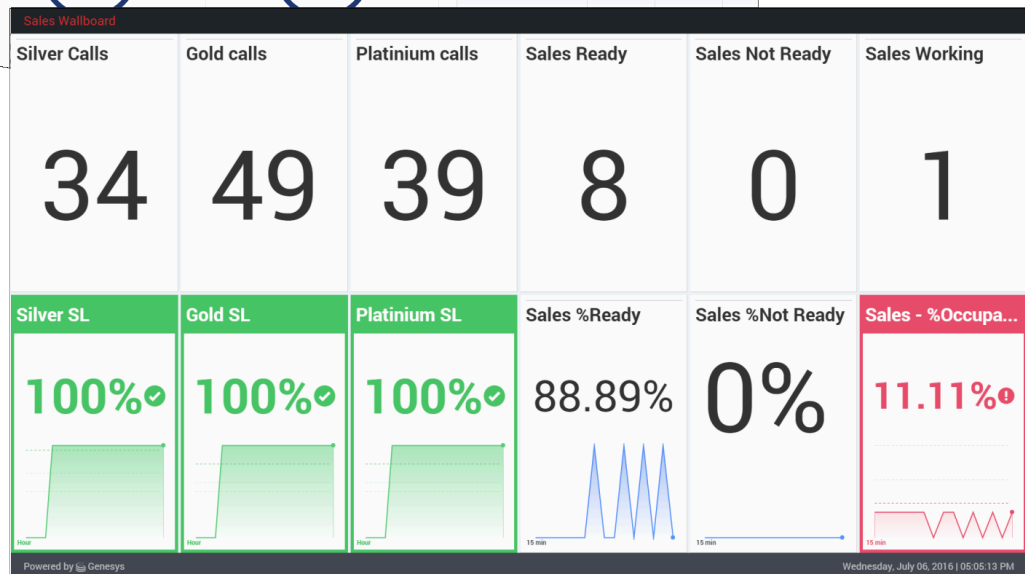 Sales Wallboard
Silver Calls
Gold calls
Platinium calls
Sales Ready
Sales Not Ready
Sales Working
34
49
39
8
0
1
Silver SL
Gold SL
Platinium SL
Sales %Ready
Sales %Not Ready
Sales - %Occupa...
100%
100%
100%
88.89%
0%
11.11%
Hour
Hour
Hour
15 min
15 min
15 min
Powered by Genesys
Wednesday, July 06, 2016 | 05:05:13 PM